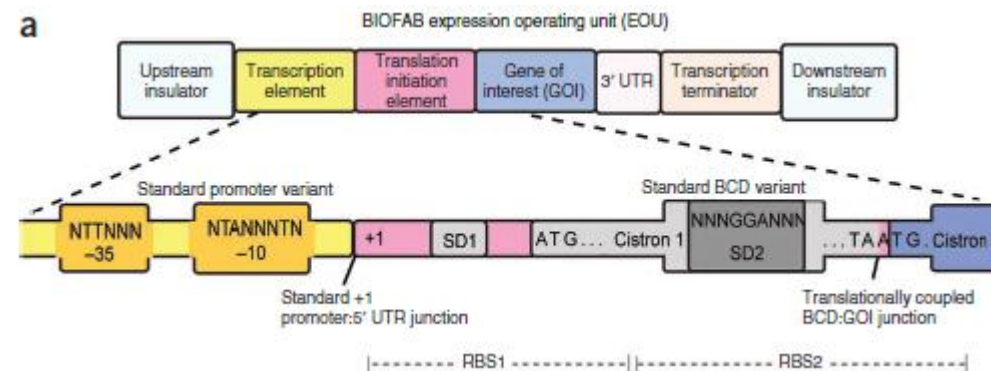 a
BIOFAB expression operating unit (EOU)
Upstream
insulator
Transcription
element
Translation
initiation
element
Gene of
interest (GOI)
3' UTR
Transcription
terminator
Downstream
insulator
Standard promoter variant
Standard BCD variant
NTTNNN
–35
NTANNNTN
–10
+1
SD1
ATG... Cistron 1
NNNGGANNN
SD2
...TAATG. Cistron
Standard +1
promoter:5' UTR junction
Translationally coupled
BCD:GOI junction
RBS1
RBS2